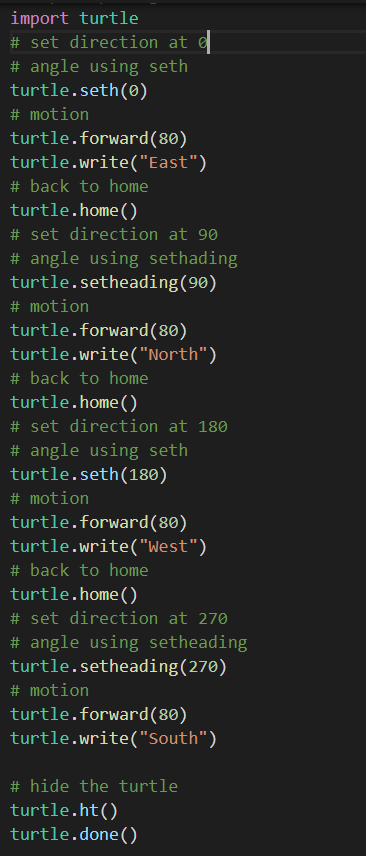 import turtle
# set direction at 0
# angle using seth
turtle.seth(0)
# motion
turtle.forward(80)
turtle.write("East")
# back to home
turtle.home()
# set direction at 90
# angle using sethading
turtle.setheading(90)
# motion
turtle.forward(80)
turtle.write("North")
# back to home
turtle.home()
# set direction at 180
# angle using seth
turtle.seth(180)
# motion
turtle.forward(80)
turtle.write("West")
# back to home
turtle.home()
# set direction at 270
# angle using setheading
turtle.setheading(270)
# motion
turtle.forward(80)
turtle.write("South")
# hide the turtle
turtle.ht()
turtle.done()